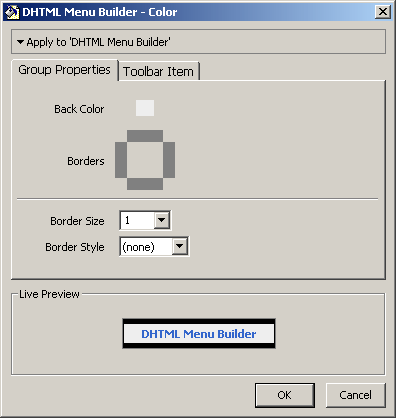 DHTML Menu Builder - Color
Apply to 'DHTML Menu Builder'
Group Properties
Toolbar Item
Back Color
Borders
Border Size
1
Border Style
(none)
Live Preview
DHTML Menu Builder
OK
Cancel